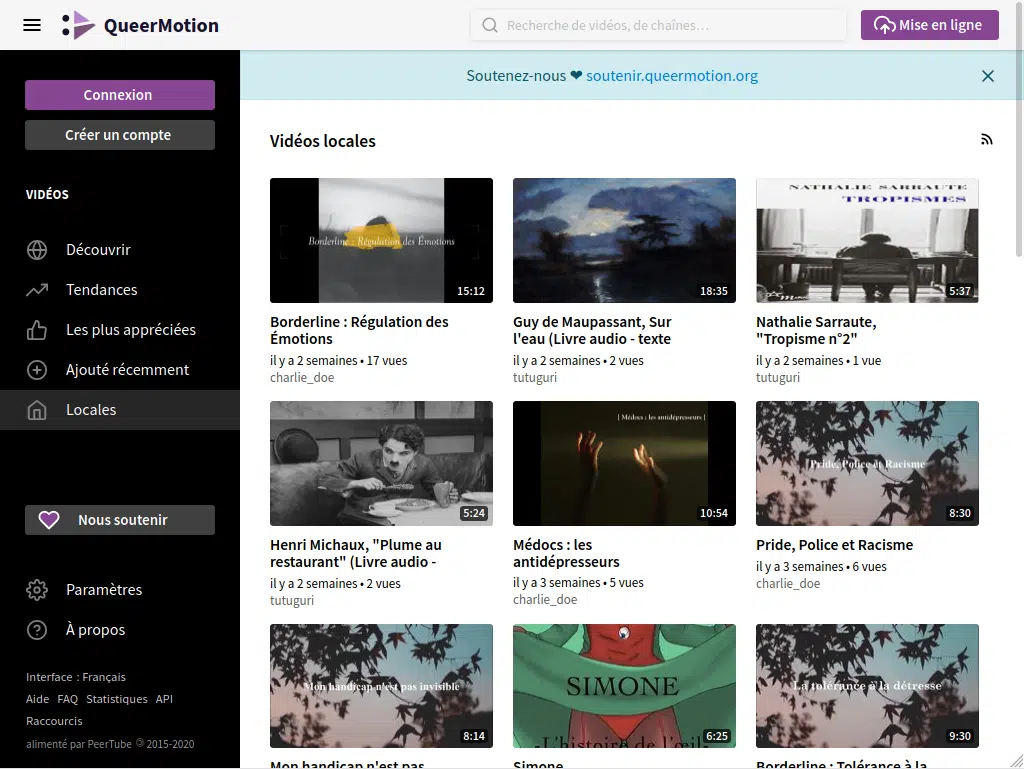 QueerMotion
Recherche de vidéos, de chaînes…
Mise en ligne
Connexion
Créer un compte
VIDÉOS
Découvrir
Tendances
Les plus appréciées
Ajouté récemment
Locales
Nous soutenir
Paramètres
À propos
Interface : Français
Aide FAQ Statistiques API
Raccourcis
alimenté par PeerTube © 2015-2020
Soutenez-nous ❤ soutenir.queermotion.org
Vidéos locales
Borderline : Régulation des Émotions
15:12
18:35
NATHALIE SARRAUTE
TROPISMES
5:37
Borderline : Régulation des
Émotions
il y a 2 semaines • 17 vues
charlie_doe
Guy de Maupassant, Sur
l'eau (Livre audio - texte
il y a 2 semaines • 2 vues
tutuguri
Nathalie Sarraute,
"Tropisme n°2"
il y a 2 semaines • 1 vue
tutuguri
5:24
[ Médocs : les antidépresseurs ]
10:54
Pride, Police et Racisme
8:30
Henri Michaux, "Plume au
restaurant" (Livre audio -
il y a 2 semaines • 2 vues
tutuguri
Médocs : les
antidépresseurs
il y a 3 semaines • 5 vues
charlie_doe
Pride, Police et Racisme
il y a 3 semaines • 6 vues
charlie_doe
Mon handicap n'est pas invisible
8:14
SIMONE
-L'histoire de l'œil-
6:25
La tolérance à la détresse
9:30
Mon handicap n'est pas
Simone
Borderline : Tolérance à la